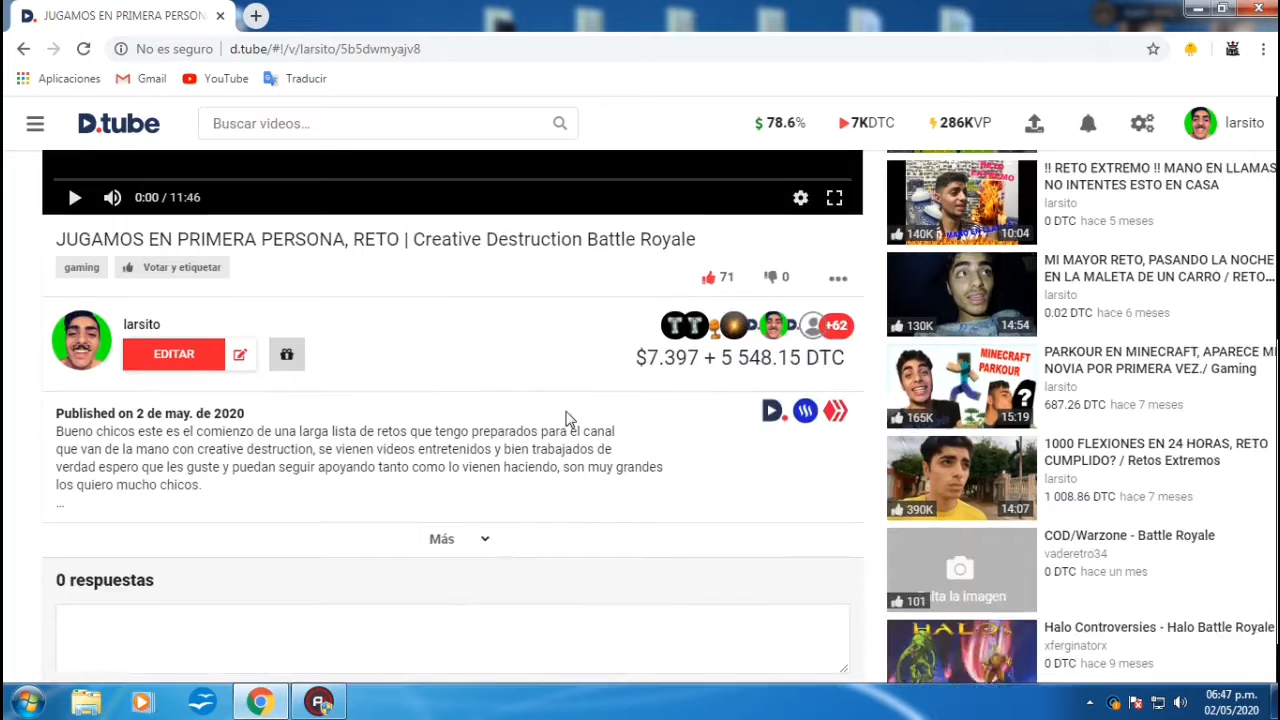 JUGAMOS EN PRIMERA PERSON
No es seguro d.tube/#!/v/larsito/5b5dwmyajv8
Aplicaciones Gmail YouTube Traducir
D.tube Buscar videos... $ 78.6% 7KDTC 286KVP larsito
0:00 / 11:46
JUGAMOS EN PRIMERA PERSONA, RETO | Creative Destruction Battle Royale
gaming Votar y etiquetar
71 0
larsito
EDITAR
+62
$7.397 + 5 548.15 DTC
Published on 2 de may. de 2020
Bueno chicos este es el comienzo de una larga lista de retos que tengo preparados para el canal
que van de la mano con creative destruction, se vienen videos entretenidos y bien trabajados de
verdad espero que les guste y puedan seguir apoyando tanto como lo vienen haciendo, son muy grandes
los quiero mucho chicos.
...
Más
0 respuestas
RETO EXTREMO
140K 10:04
!! RETO EXTREMO !! MANO EN LLAMAS
NO INTENTES ESTO EN CASA
larsito
0 DTC hace 5 meses
130K 14:54
MI MAYOR RETO, PASANDO LA NOCHE
EN LA MALETA DE UN CARRO / RETO...
larsito
0.02 DTC hace 6 meses
MINECRAFT
PARKOUR
?
165K 15:19
PARKOUR EN MINECRAFT, APARECE MI
NOVIA POR PRIMERA VEZ./ Gaming
larsito
687.26 DTC hace 7 meses
390K 14:07
1000 FLEXIONES EN 24 HORAS, RETO
CUMPLIDO? / Retos Extremos
larsito
1 008.86 DTC hace 7 meses
lta la imagen
101
COD/Warzone - Battle Royale
vaderetro34
0 DTC hace un mes
HALO
Halo Controversies - Halo Battle Royale
xferginatorx
0 DTC hace 9 meses
06:47 p.m.
02/05/2020